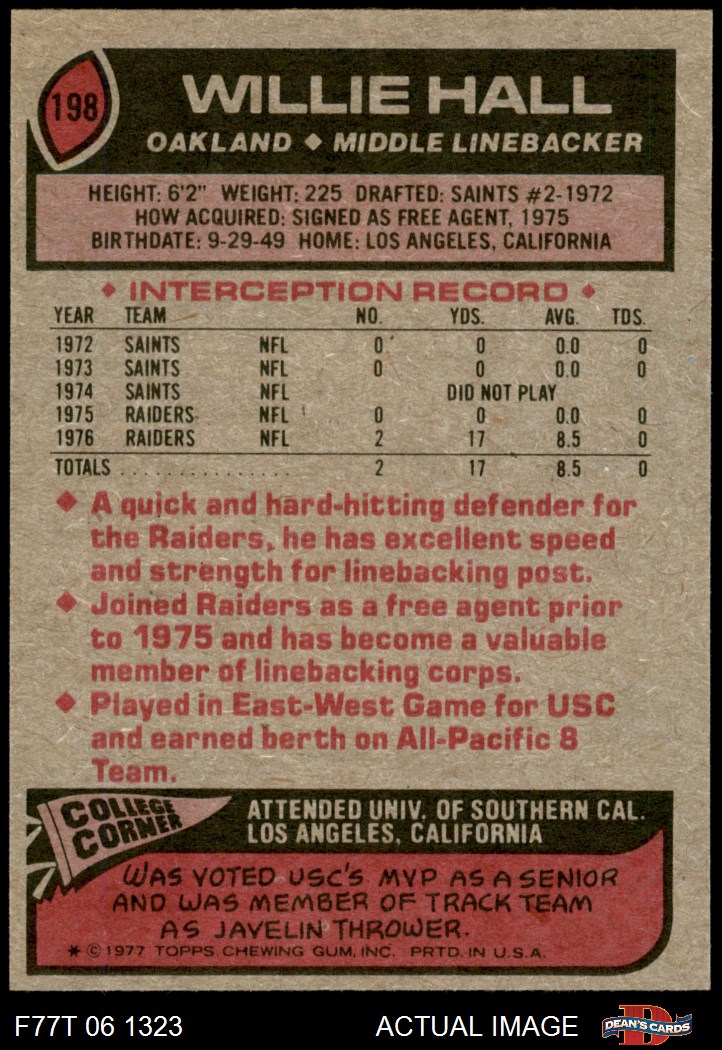 198
WILLIE HALL
OAKLAND ◆ MIDDLE LINEBACKER
HEIGHT: 6'2" WEIGHT: 225 DRAFTED: SAINTS #2-1972
HOW ACQUIRED: SIGNED AS FREE AGENT, 1975
BIRTHDATE: 9-29-49 HOME: LOS ANGELES, CALIFORNIA
◆ INTERCEPTION RECORD ◆
YEAR TEAM NO. YDS. AVG. TDS.
1972 SAINTS NFL 0 0 0.0 0
1973 SAINTS NFL 0 0 0.0 0
1974 SAINTS NFL DID NOT PLAY
1975 RAIDERS NFL 0 0 0.0 0
1976 RAIDERS NFL 2 17 8.5 0
TOTALS . . . . . . . . . . . . . . . 2 17 8.5 0
◆ A quick and hard-hitting defender for
the Raiders, he has excellent speed
and strength for linebacking post.
◆ Joined Raiders as a free agent prior
to 1975 and has become a valuable
member of linebacking corps.
◆ Played in East-West Game for USC
and earned berth on All-Pacific 8
Team.
COLLEGE
CORNER
ATTENDED UNIV. OF SOUTHERN CAL.
LOS ANGELES, CALIFORNIA
WAS VOTED USC'S MVP AS A SENIOR
AND WAS MEMBER OF TRACK TEAM
AS JAVELIN THROWER.
* © 1977 TOPPS CHEWING GUM, INC. PRTD. IN U.S.A.
F77T 06 1323 ACTUAL IMAGE
D
DEAN'S CARDS